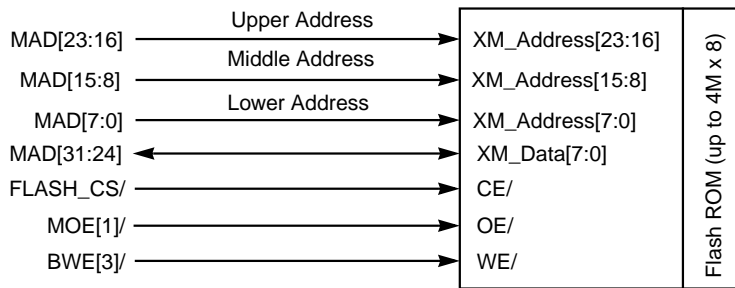 Upper Address
MAD[23:16] XM_Address[23:16]
Middle Address
MAD[15:8] XM_Address[15:8]
Lower Address
MAD[7:0] XM_Address[7:0]
MAD[31:24] XM_Data[7:0]
FLASH_CS/ CE/
MOE[1]/ OE/
BWE[3]/ WE/
Flash ROM (up to 4M x 8)